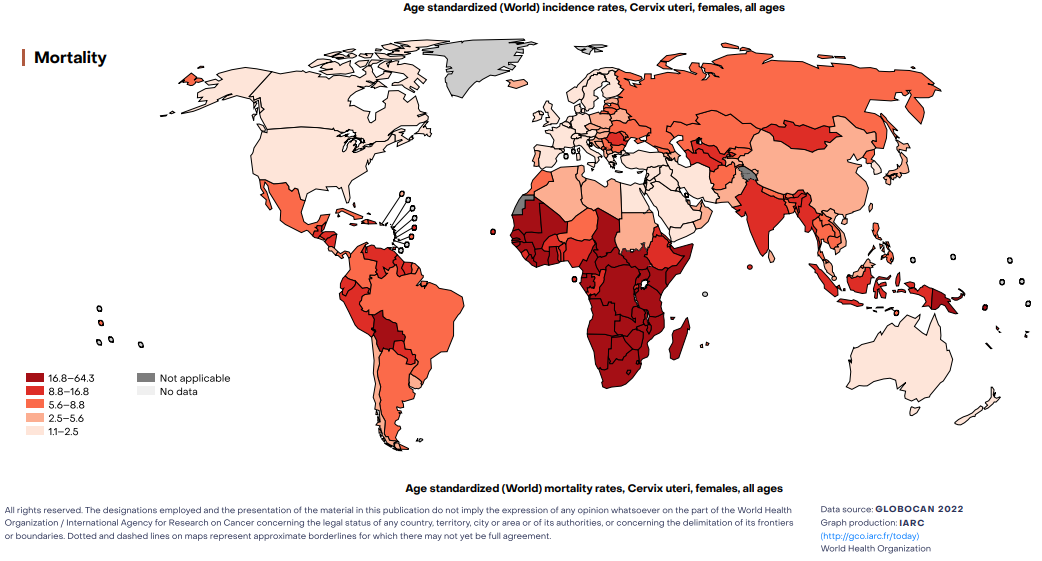 Age standardized (World) incidence rates, Cervix uteri, females, all ages
Mortality
16.8–64.3
8.8–16.8
5.6–8.8
2.5–5.6
1.1–2.5
Not applicable
No data
Age standardized (World) mortality rates, Cervix uteri, females, all ages
All rights reserved. The designations employed and the presentation of the material in this publication do not imply the expression of any opinion whatsoever on the part of the World Health
Organization / International Agency for Research on Cancer concerning the legal status of any country, territory, city or area or of its authorities, or concerning the delimitation of its frontiers
or boundaries. Dotted and dashed lines on maps represent approximate borderlines for which there may not yet be full agreement.
Data source: GLOBOCAN 2022
Graph production: IARC
(http://gco.iarc.fr/today)
World Health Organization